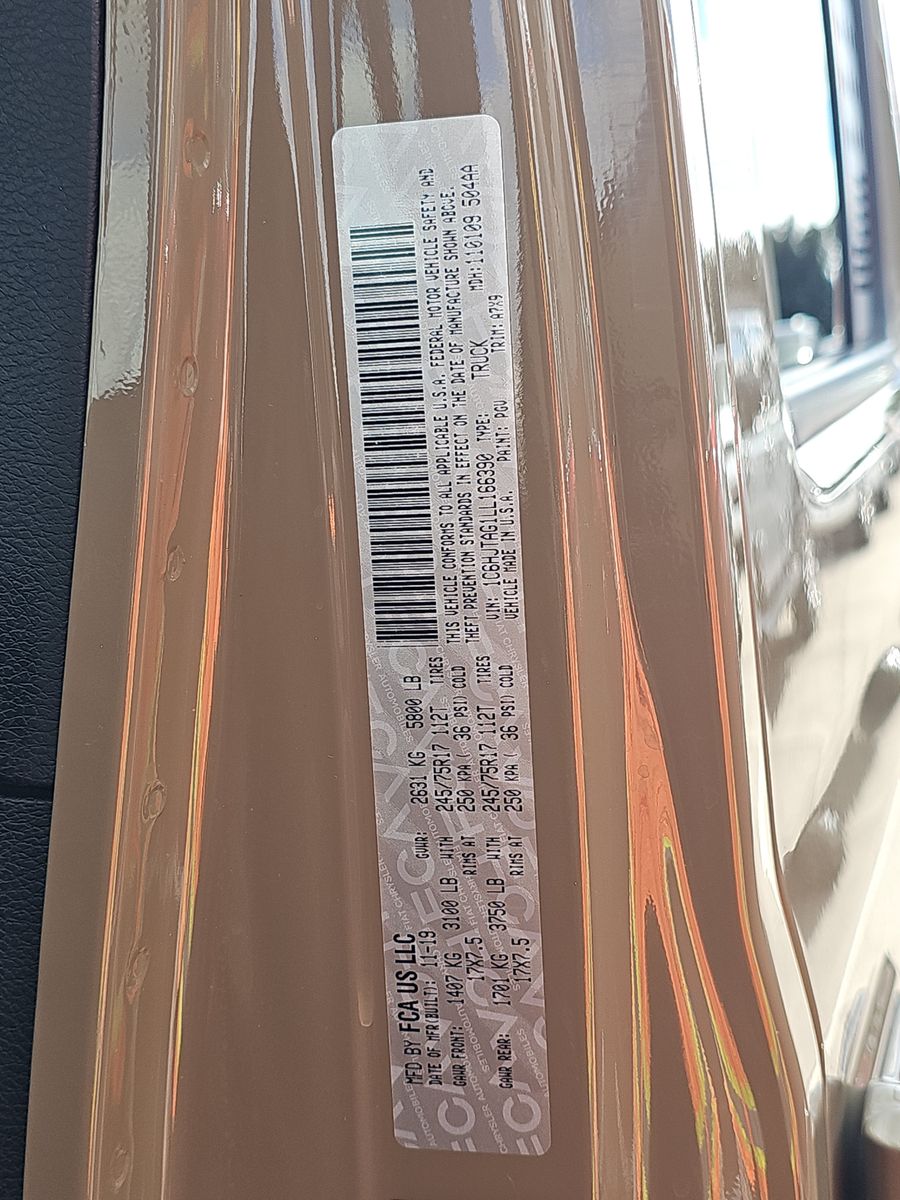 MFD BY FCA US LLC
DATE OF MFR(BUILT): 11-19 GVWR: 2631 KG 5800 LB
GAWR FRONT: 1407 KG 3100 LB WITH 245/75R17 112T TIRES
17X7.5 RIMS AT 250 KPA ( 36 PSI) COLD
GAWR REAR: 1701 KG 3750 LB WITH 245/75R17 112T TIRES
17X7.5 RIMS AT 250 KPA ( 36 PSI) COLD
THIS VEHICLE CONFORMS TO ALL APPLICABLE U.S.A. FEDERAL MOTOR VEHICLE SAFETY AND
THEFT PREVENTION STANDARDS IN EFFECT ON THE DATE OF MANUFACTURE SHOWN ABOVE.
VIN: 1C6HJTAG1LL166390 TYPE: TRUCK MDH: 110109 504AA
VEHICLE MADE IN U.S.A. PAINT: PGV TRIM: A7X9